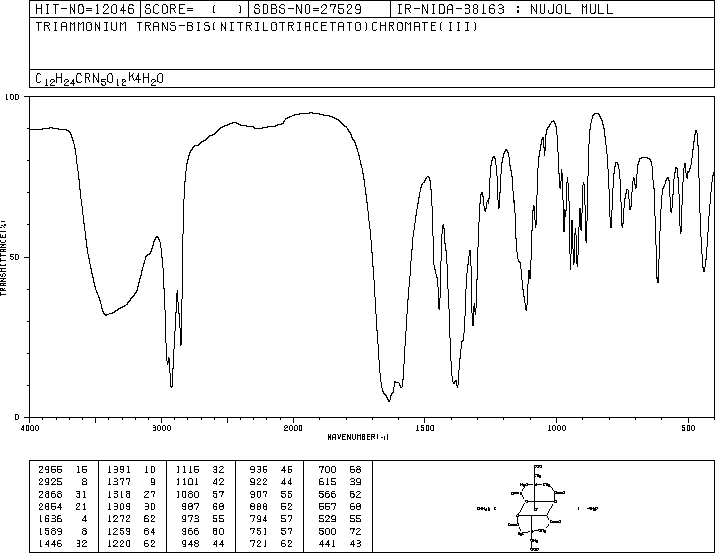 HIT-NO=12046 SCORE= ( ) SDBS-NO=27529 IR-NIDA-38163 : NUJOL MULL
TRIAMMONIUM TRANS-BIS(NITRILOTRIACETATO)CHROMATE(III)
C12H24CRN5O12K4H2O
100
50
0
TRANSMITTANCE(%)
4000 3000 2000 1500 1000 500
WAVENUMBER(-1)
2955 16 1391 10 1115 32 936 46 700 68
2925 8 1377 9 1101 42 922 44 615 39
2868 31 1318 27 1080 57 907 55 566 62
2854 21 1309 30 987 68 888 52 557 68
1636 4 1272 62 973 55 794 57 529 55
1589 8 1259 64 966 60 751 57 500 72
1446 32 1220 62 948 44 721 62 441 43